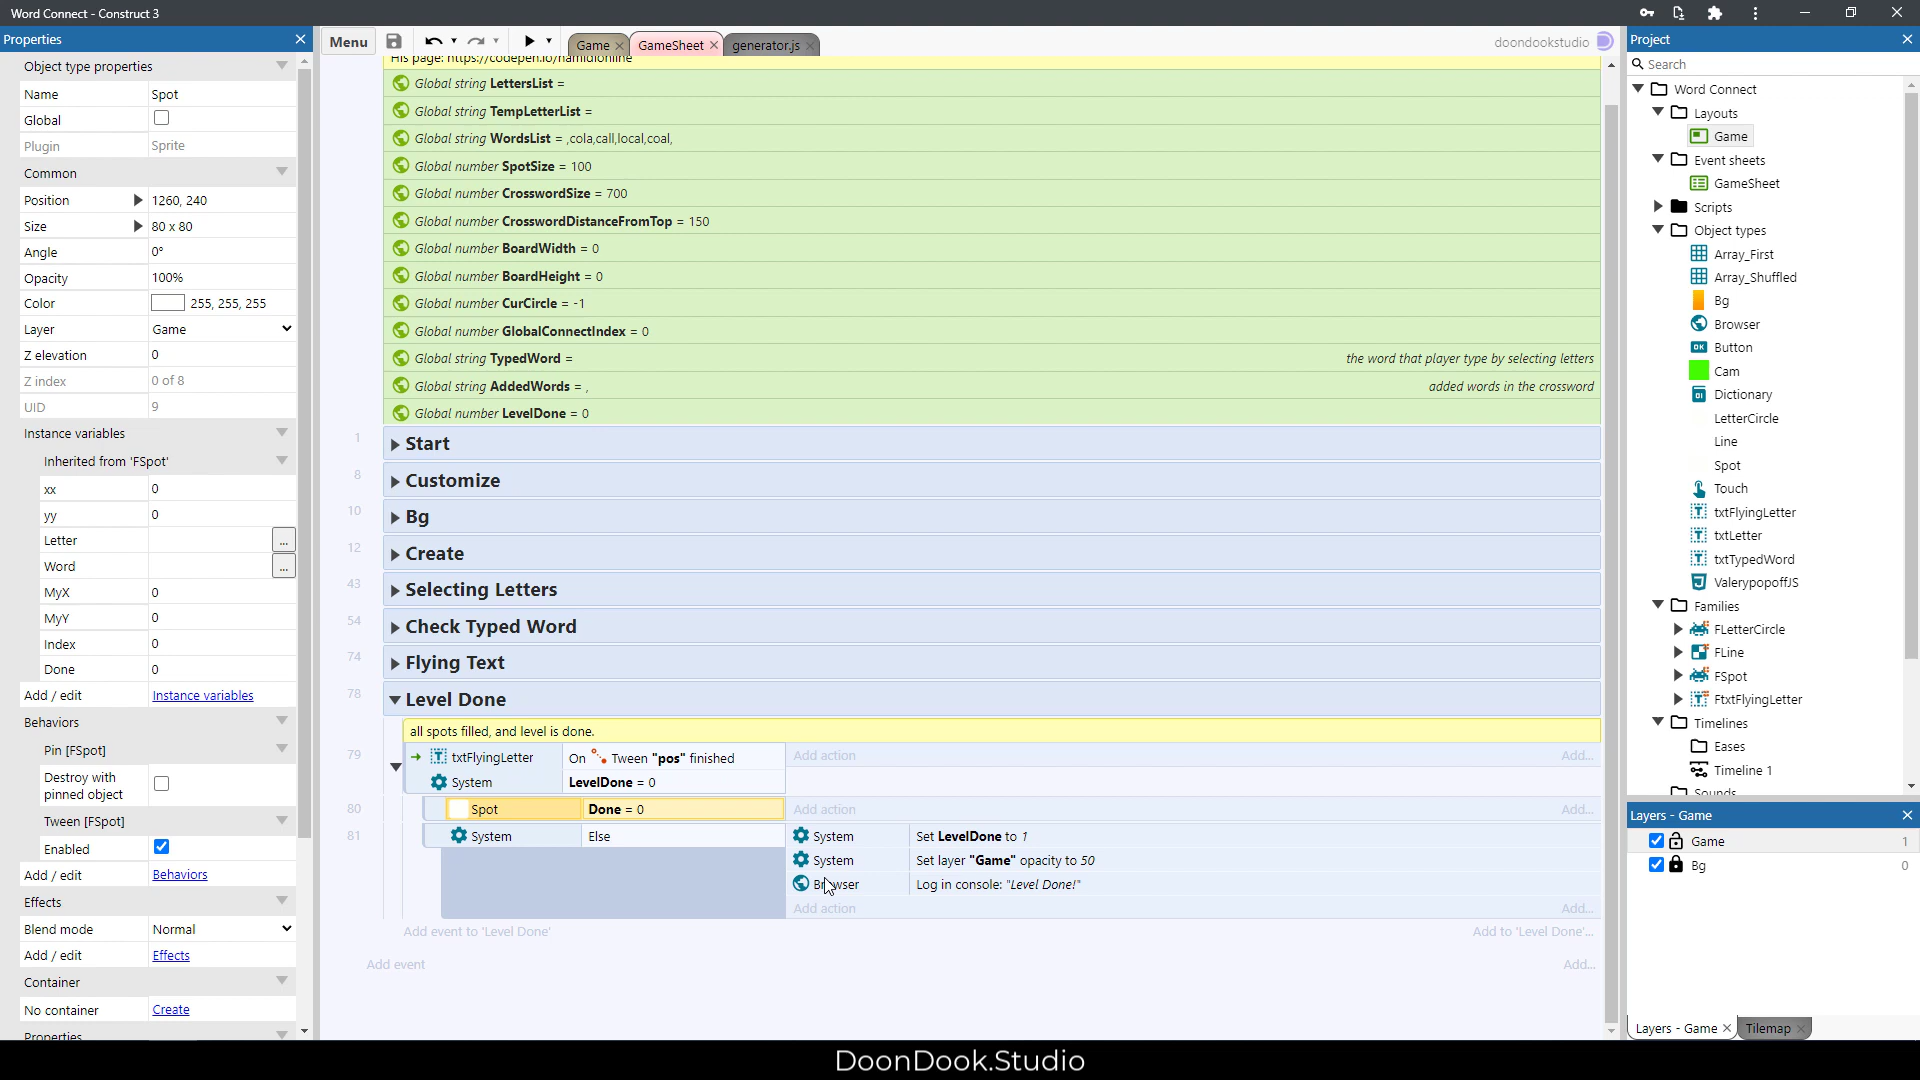 Word Connect - Construct 3
Properties
Menu
Game
GameSheet
generator.js
doondookstudio
Project
Object type properties
Name Spot
Global
Plugin Sprite
Common
Position 1260, 240
Size 80 x 80
Angle 0°
Opacity 100%
Color 255, 255, 255
Layer Game
Z elevation 0
Z index 0 of 8
UID 9
Instance variables
Inherited from 'FSpot'
xx 0
yy 0
Letter ...
Word ...
MyX 0
MyY 0
Index 0
Done 0
Add / edit Instance variables
Behaviors
Pin [FSpot]
Destroy with
pinned object
Tween [FSpot]
Enabled
Add / edit Behaviors
Effects
Blend mode Normal
Add / edit Effects
Container
No container Create
Properties
His page: https://codepen.io/hamidionline
Global string LettersList =
Global string TempLetterList =
Global string WordsList = ,cola,call,local,coal,
Global number SpotSize = 100
Global number CrosswordSize = 700
Global number CrosswordDistanceFromTop = 150
Global number BoardWidth = 0
Global number BoardHeight = 0
Global number CurCircle = -1
Global number GlobalConnectIndex = 0
Global string TypedWord = the word that player type by selecting letters
Global string AddedWords = , added words in the crossword
Global number LevelDone = 0
1 Start
8 Customize
10 Bg
12 Create
43 Selecting Letters
54 Check Typed Word
74 Flying Text
78 Level Done
all spots filled, and level is done.
79 txtFlyingLetter On Tween "pos" finished Add action Add...
System LevelDone = 0
80 Spot Done = 0 Add action Add...
81 System Else System Set LevelDone to 1
System Set layer "Game" opacity to 50
Browser Log in console: "Level Done!"
Add action Add...
Add event to 'Level Done' Add to 'Level Done'...
Add event Add...
Search
Word Connect
Layouts
Game
Event sheets
GameSheet
Scripts
Object types
Array_First
Array_Shuffled
Bg
Browser
OK Button
Cam
Dictionary
LetterCircle
Line
Spot
Touch
txtFlyingLetter
txtLetter
txtTypedWord
ValerypopoffJS
Families
FLetterCircle
FLine
FSpot
FtxtFlyingLetter
Timelines
Eases
Timeline 1
Sounds
Layers - Game
Game 1
Bg 0
Layers - Game
Tilemap
DoonDook.Studio